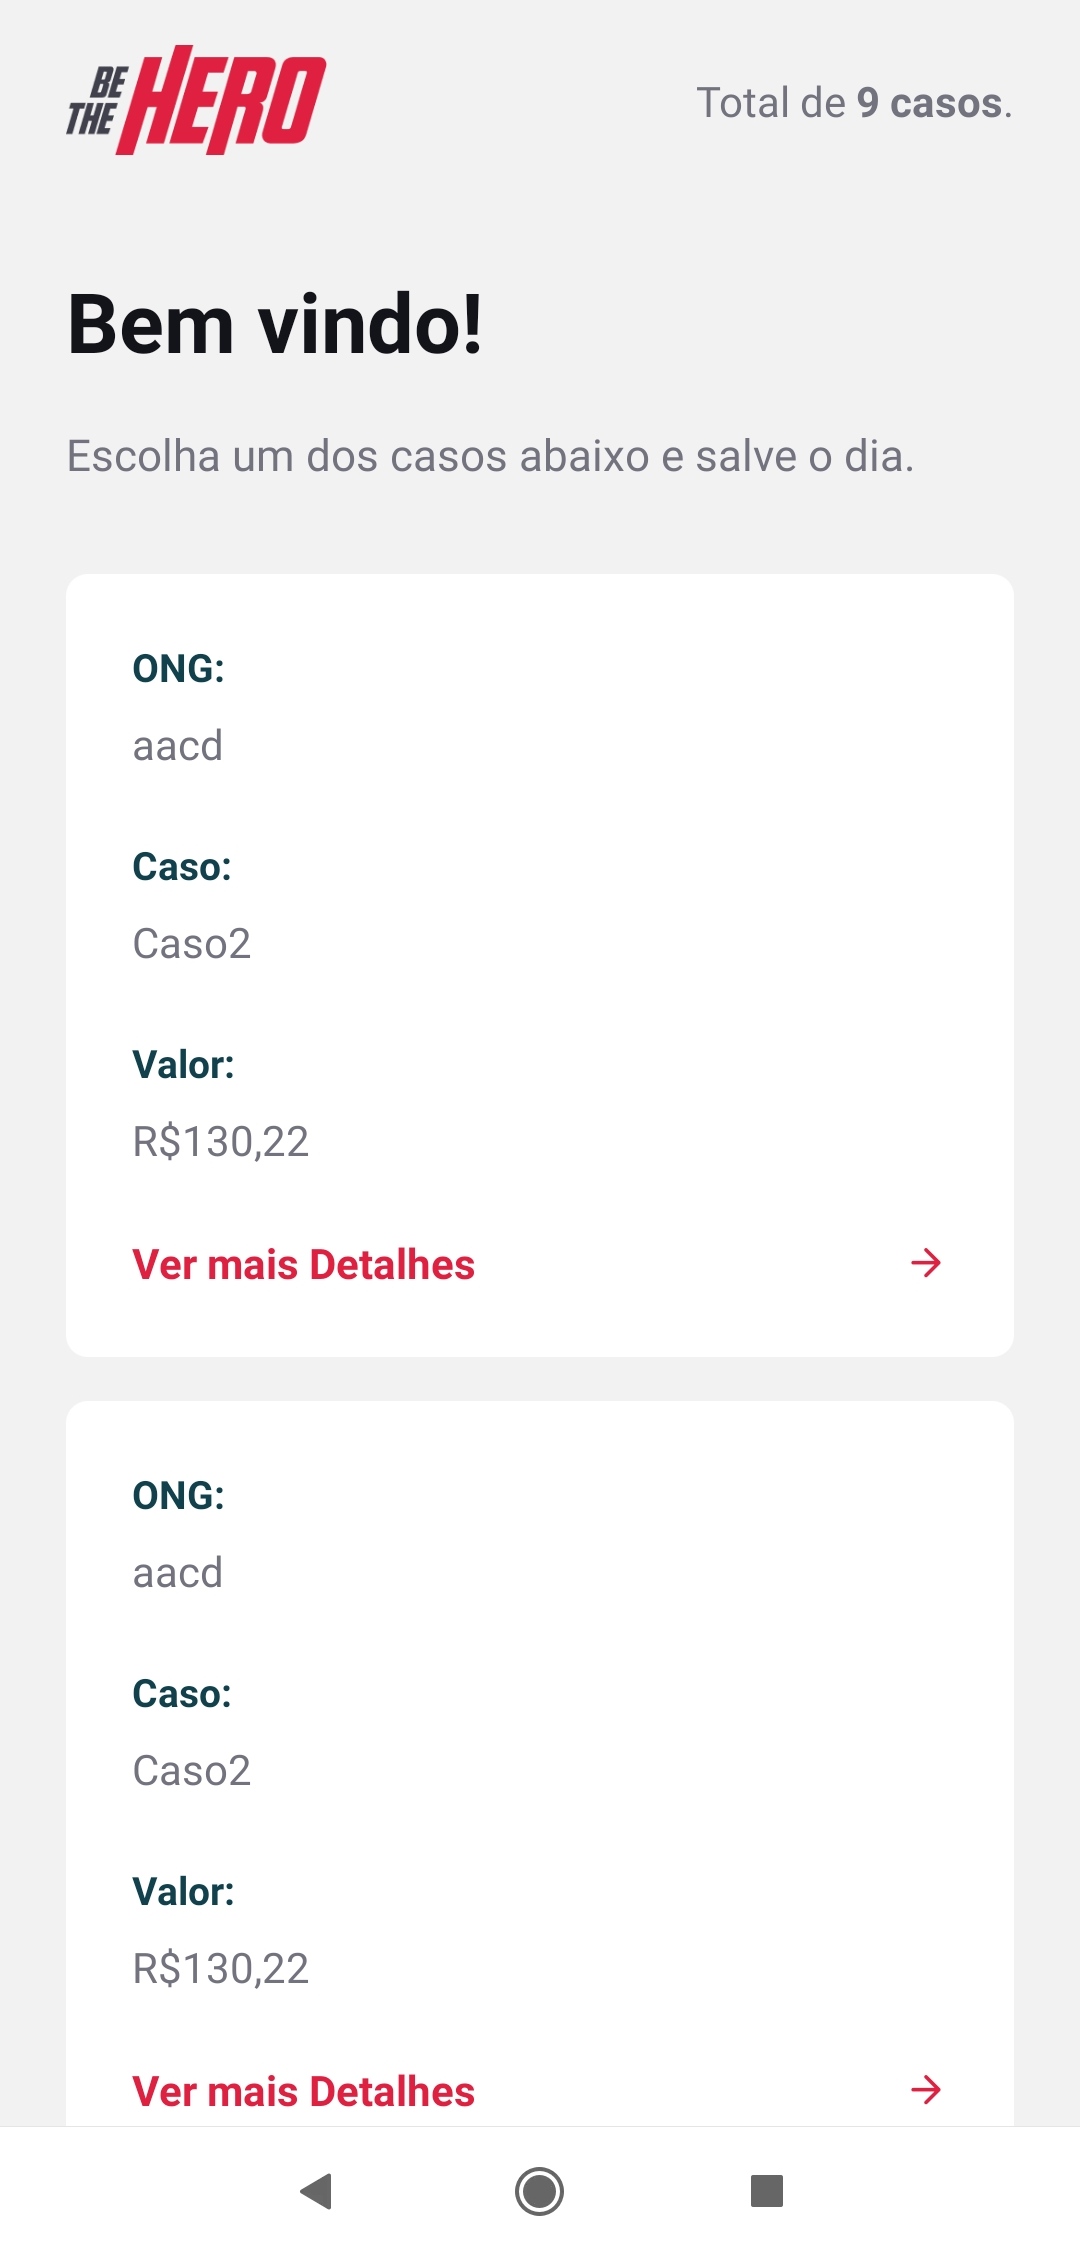 BE THE HERO
Total de 9 casos.
Bem vindo!
Escolha um dos casos abaixo e salve o dia.
ONG:
aacd
Caso:
Caso2
Valor:
R$130,22
Ver mais Detalhes
ONG:
aacd
Caso:
Caso2
Valor:
R$130,22
Ver mais Detalhes